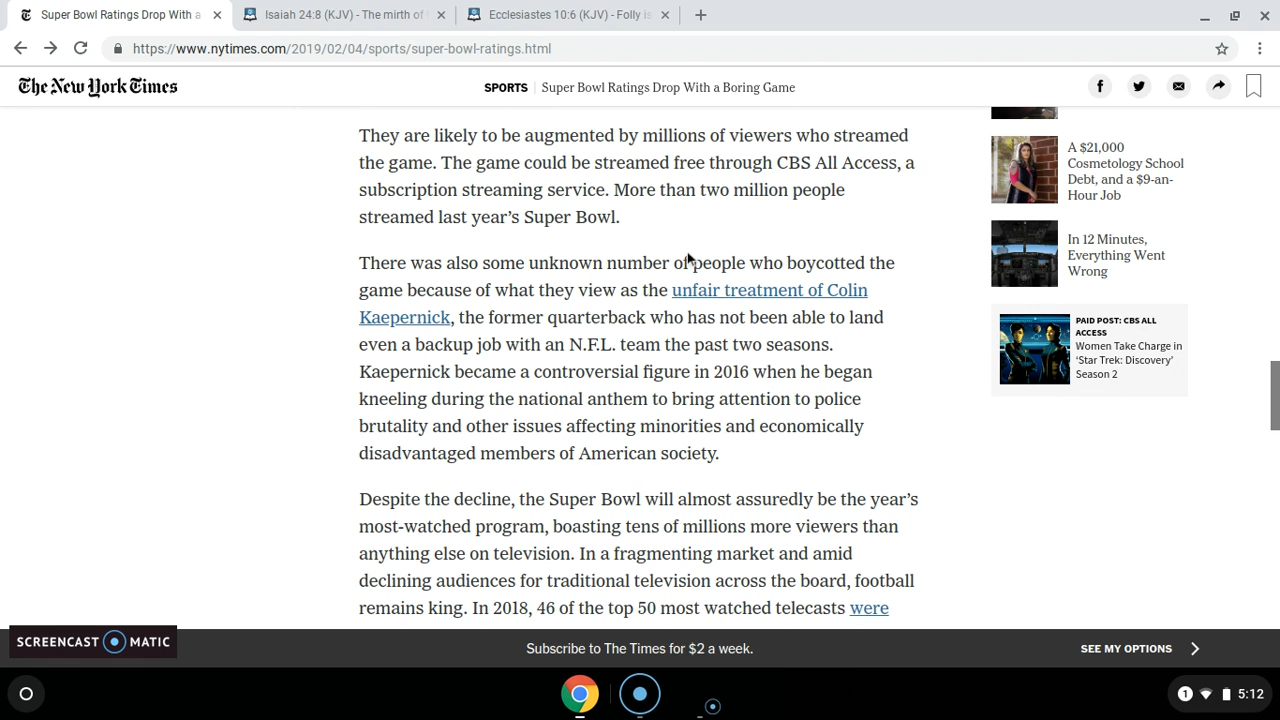 Super Bowl Ratings Drop With a
Isaiah 24:8 (KJV) - The mirth of
Ecclesiastes 10:6 (KJV) - Folly is
https://www.nytimes.com/2019/02/04/sports/super-bowl-ratings.html
The New York Times
SPORTS
Super Bowl Ratings Drop With a Boring Game
They are likely to be augmented by millions of viewers who streamed
the game. The game could be streamed free through CBS All Access, a
subscription streaming service. More than two million people
streamed last year’s Super Bowl.
There was also some unknown number of people who boycotted the
game because of what they view as the unfair treatment of Colin
Kaepernick, the former quarterback who has not been able to land
even a backup job with an N.F.L. team the past two seasons.
Kaepernick became a controversial figure in 2016 when he began
kneeling during the national anthem to bring attention to police
brutality and other issues affecting minorities and economically
disadvantaged members of American society.
Despite the decline, the Super Bowl will almost assuredly be the year’s
most-watched program, boasting tens of millions more viewers than
anything else on television. In a fragmenting market and amid
declining audiences for traditional television across the board, football
remains king. In 2018, 46 of the top 50 most watched telecasts were
A $21,000
Cosmetology School
Debt, and a $9-an-
Hour Job
In 12 Minutes,
Everything Went
Wrong
PAID POST: CBS ALL
ACCESS
Women Take Charge in
‘Star Trek: Discovery’
Season 2
SCREENCAST MATIC
Subscribe to The Times for $2 a week.
SEE MY OPTIONS
1
5:12